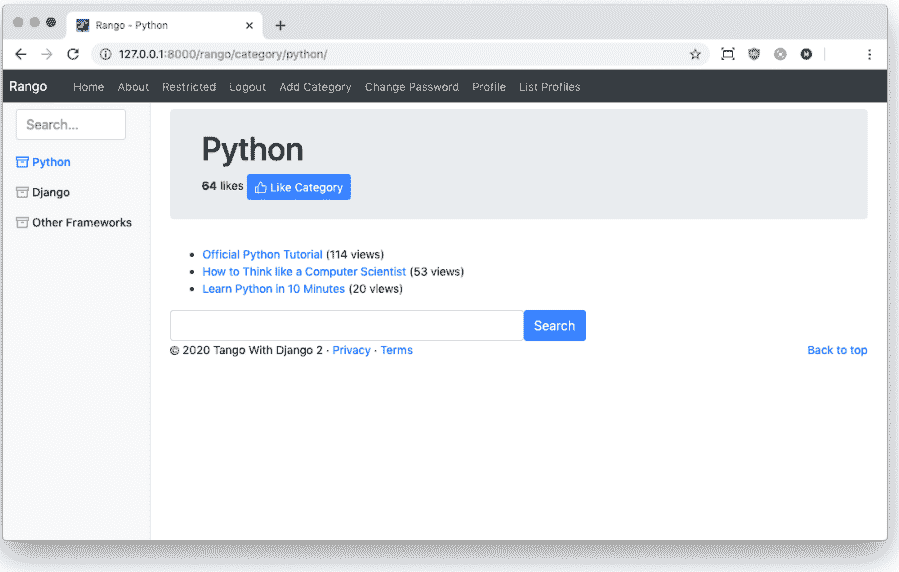 Rango - Python
127.0.0.1:8000/rango/category/python/
Rango Home About Restricted Logout Add Category Change Password Profile List Profiles
Search...
Python
Django
Other Frameworks
Python
64 likes Like Category
Official Python Tutorial (114 views)
How to Think like a Computer Scientist (53 views)
Learn Python in 10 Minutes (20 views)
Search
© 2020 Tango With Django 2 · Privacy · Terms
Back to top